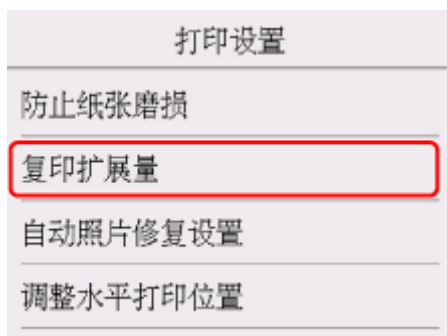 打印设置
防止纸张磨损
复印扩展量
自动照片修复设置
调整水平打印位置